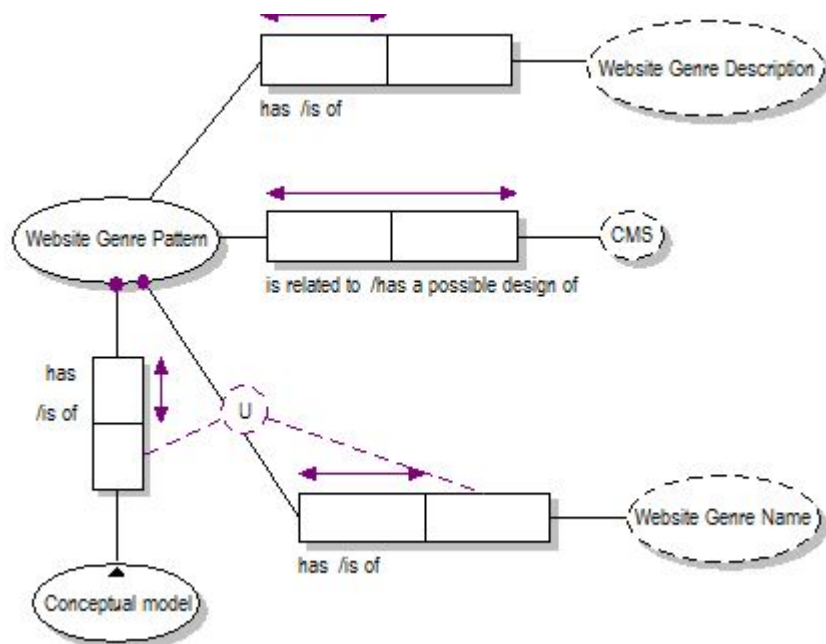 Website Genre Description
has /is of
Website Genre Pattern
CMS
is related to /has a possible design of
has
/is of
U
Website Genre Name
has /is of
Conceptual model